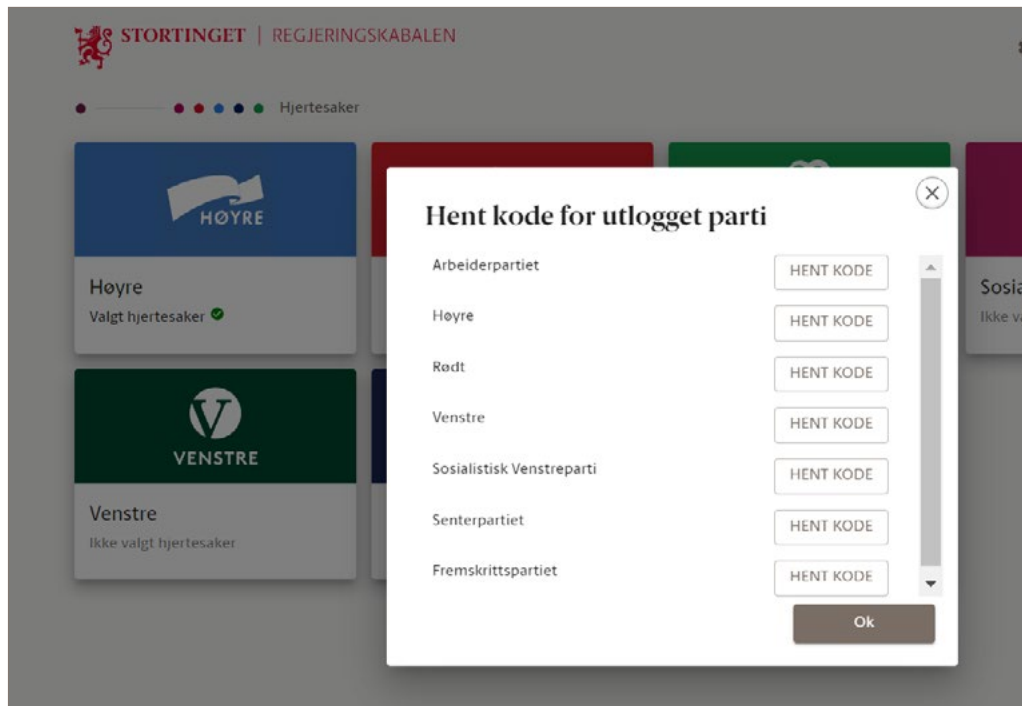 STORTINGET | REGJERINGSKABALEN
Hjertesaker
HØYRE
Høyre
Valgt hjertesaker
VENSTRE
Venstre
Ikke valgt hjertesaker
Hent kode for utlogget parti
Arbeiderpartiet HENT KODE
Høyre HENT KODE
Rødt HENT KODE
Venstre HENT KODE
Sosialistisk Venstreparti HENT KODE
Senterpartiet HENT KODE
Fremskrittspartiet HENT KODE
Ok
Sosia
Ikke va